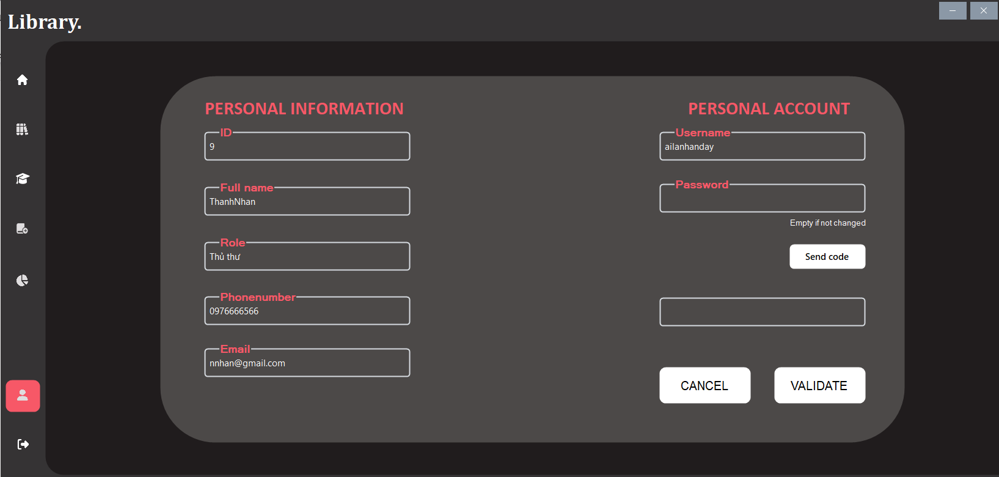 Library.
PERSONAL INFORMATION
ID
9
Full name
ThanhNhan
Role
Thủ thư
Phonenumber
0976666566
Email
nnhan@gmail.com
PERSONAL ACCOUNT
Username
ailanhanday
Password
Empty if not changed
Send code
CANCEL
VALIDATE